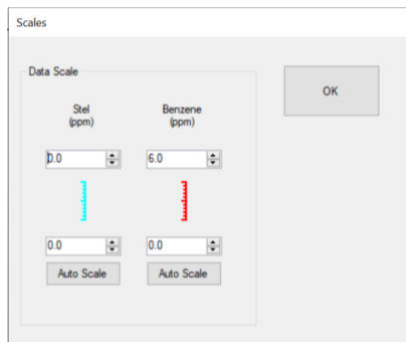 Scales
Data Scale
OK
Stel
(ppm)
Benzene
(ppm)
0.0
6.0
0.0
0.0
Auto Scale
Auto Scale